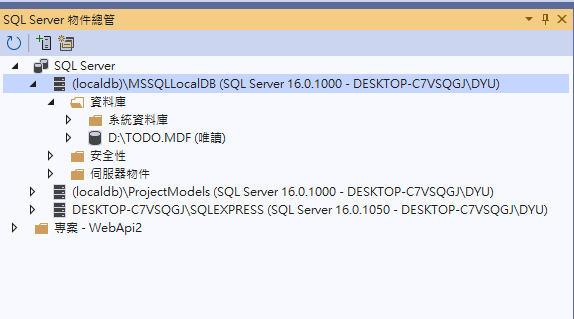 SQL Server 物件總管
SQL Server
(localdb)\MSSQLLocalDB (SQL Server 16.0.1000 - DESKTOP-C7VSQGJ\DYU)
資料庫
系統資料庫
D:\TODO.MDF (唯讀)
安全性
伺服器物件
(localdb)\ProjectModels (SQL Server 16.0.1000 - DESKTOP-C7VSQGJ\DYU)
DESKTOP-C7VSQGJ\SQLEXPRESS (SQL Server 16.0.1050 - DESKTOP-C7VSQGJ\DYU)
專案 - WebApi2